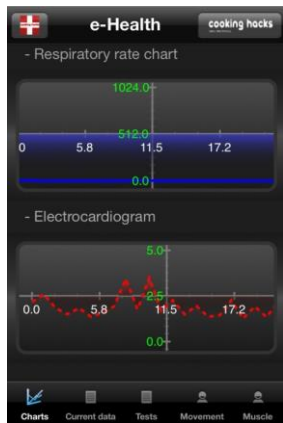 e-Health
cooking hacks
- Respiratory rate chart
1024.0
512.0
0 5.8 11.5 17.2
0.0
- Electrocardiogram
5.0
2.5
0.0 5.8 11.5 17.2
0.0
Charts Current data Tests Movement Muscle